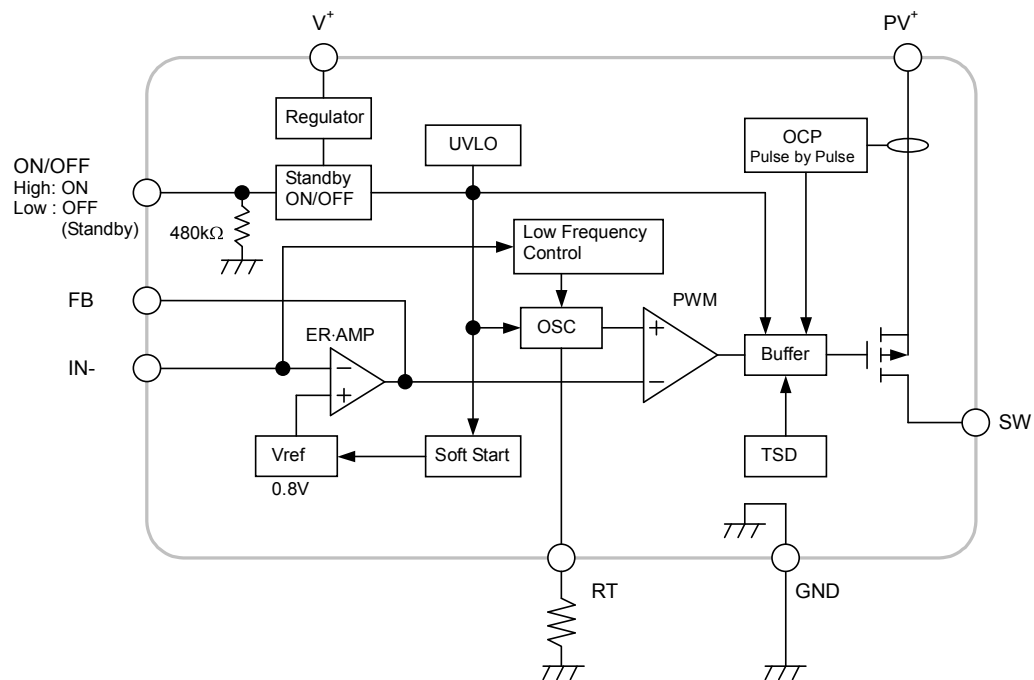 V⁺
PV⁺
Regulator
UVLO
OCP
Pulse by Pulse
ON/OFF
High: ON
Low : OFF
(Standby)
Standby
ON/OFF
480kΩ
Low Frequency
Control
FB
PWM
ER·AMP
OSC
+
Buffer
IN-
−
+
−
SW
Vref
Soft Start
TSD
0.8V
RT
GND